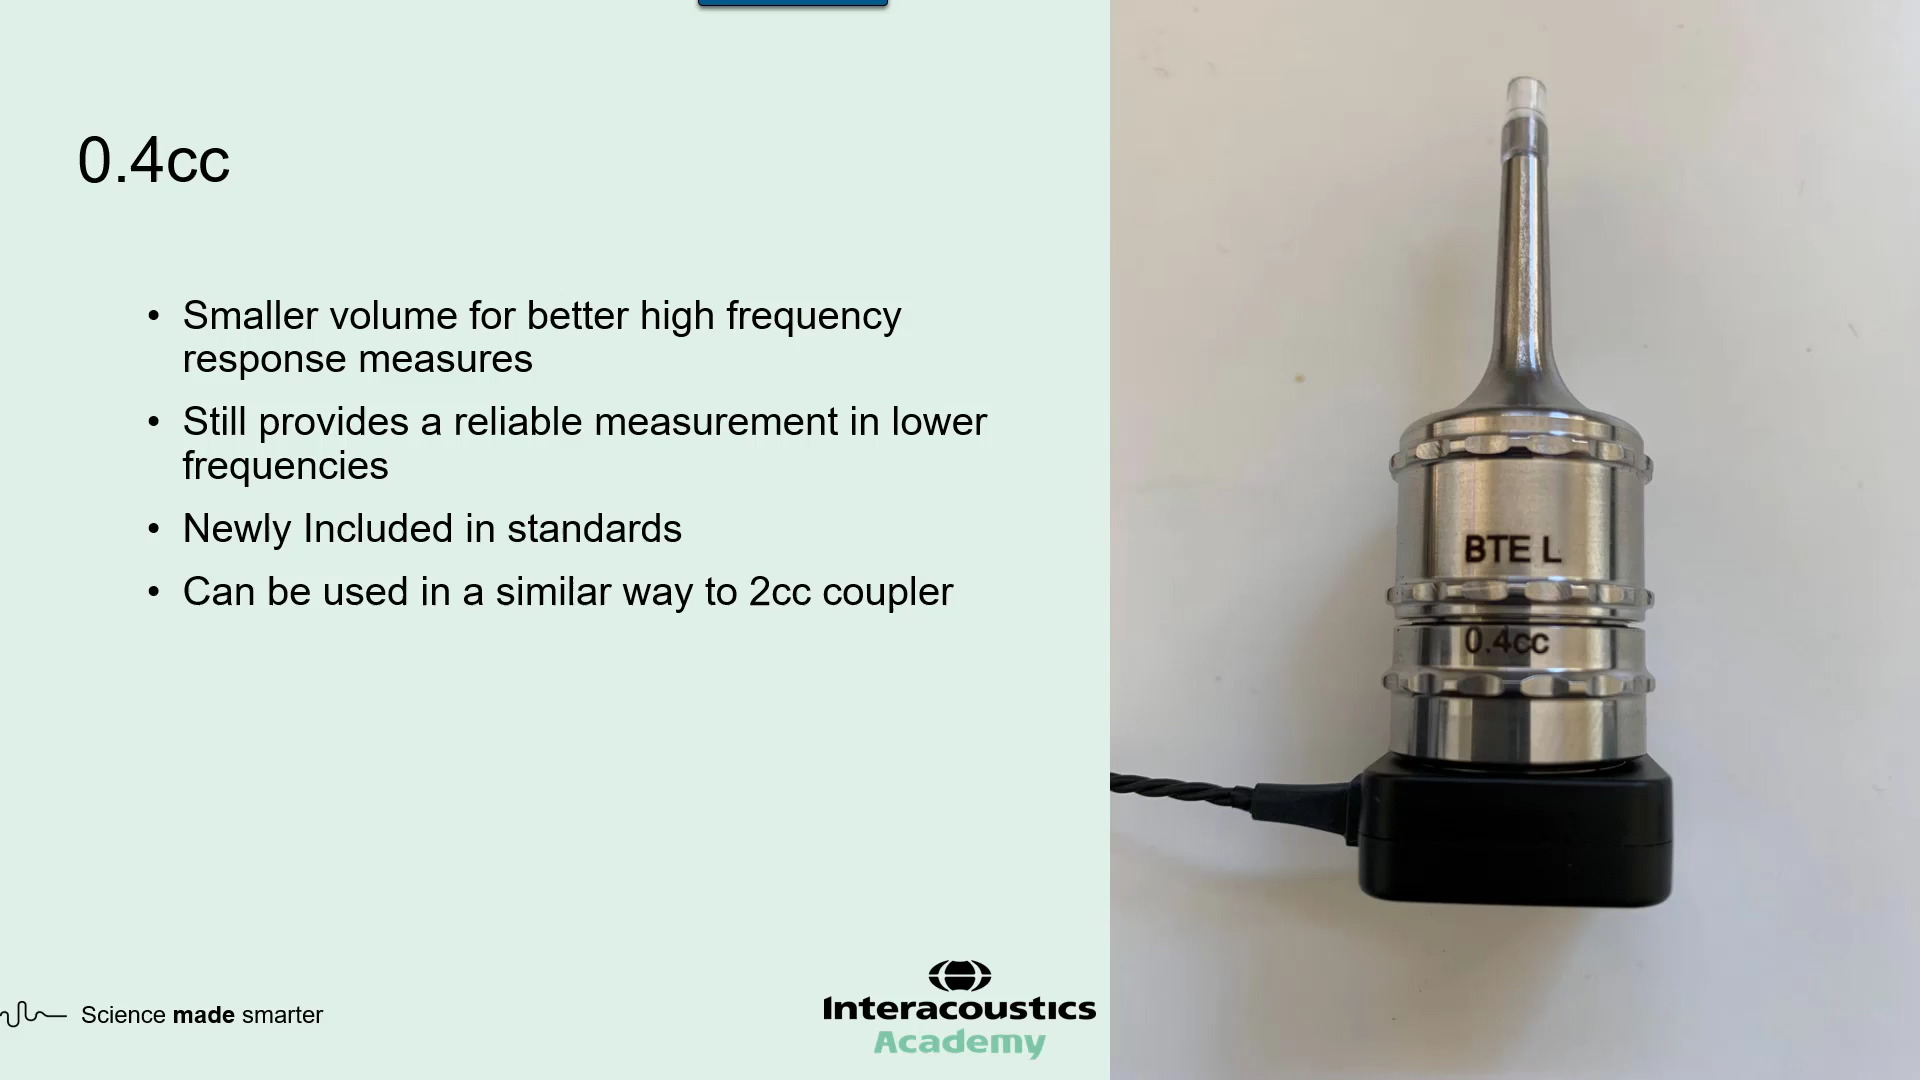 0.4cc
• Smaller volume for better high frequency
response measures
• Still provides a reliable measurement in lower
frequencies
• Newly Included in standards
• Can be used in a similar way to 2cc coupler
BTE L
0.4cc
Science made smarter
Interacoustics
Academy